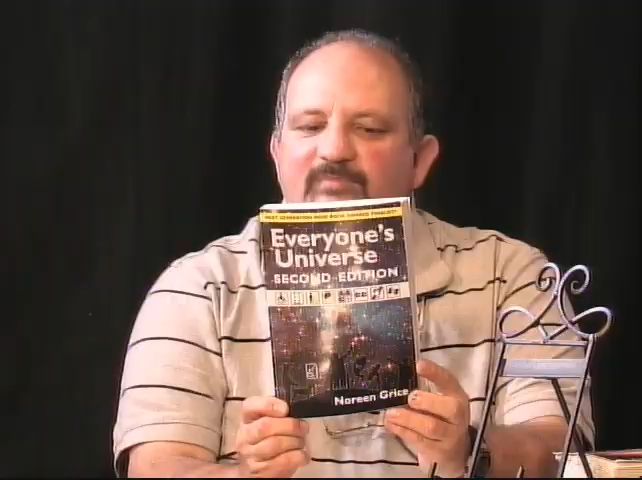 NEXT GENERATION INDIE BOOK AWARDS FINALIST
Everyone's
Universe
SECOND EDITION
P
Noreen Grice